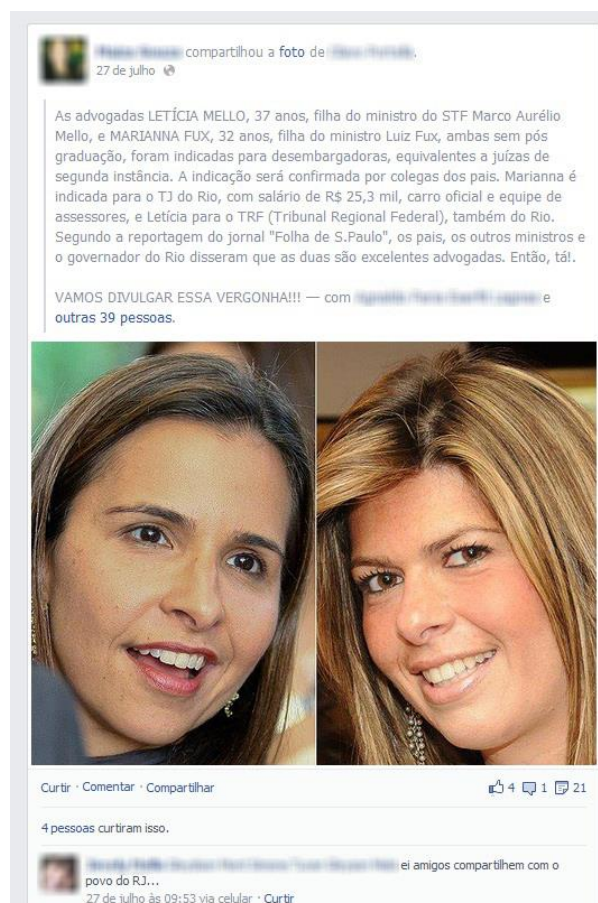 compartilhou a foto de
27 de julho
As advogadas LETÍCIA MELLO, 37 anos, filha do ministro do STF Marco Aurélio
Mello, e MARIANNA FUX, 32 anos, filha do ministro Luiz Fux, ambas sem pós
graduação, foram indicadas para desembargadoras, equivalentes a juízas de
segunda instância. A indicação será confirmada por colegas dos pais. Marianna é
indicada para o TJ do Rio, com salário de R$ 25,3 mil, carro oficial e equipe de
assessores, e Letícia para o TRF (Tribunal Regional Federal), também do Rio.
Segundo a reportagem do jornal "Folha de S.Paulo", os pais, os outros ministros e
o governador do Rio disseram que as duas são excelentes advogadas. Então, tá!.
VAMOS DIVULGAR ESSA VERGONHA!!! — com e
outras 39 pessoas.
Curtir · Comentar · Compartilhar 4 1 21
4 pessoas curtiram isso.
ei amigos compartilhem com o
povo do RJ...
27 de julho às 09:53 via celular · Curtir